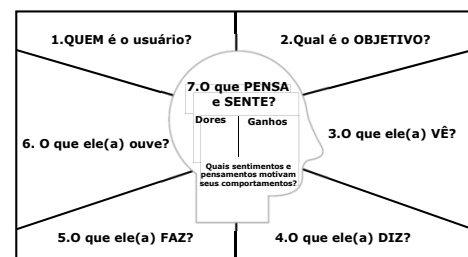 1.QUEM é o usuário?
2.Qual é o OBJETIVO?
7.O que PENSA
e SENTE?
Dores
Ganhos
3.O que ele(a) VÊ?
6. O que ele(a) ouve?
Quais sentimentos e
pensamentos motivam
seus comportamentos?
5.O que ele(a) FAZ?
4.O que ele(a) DIZ?